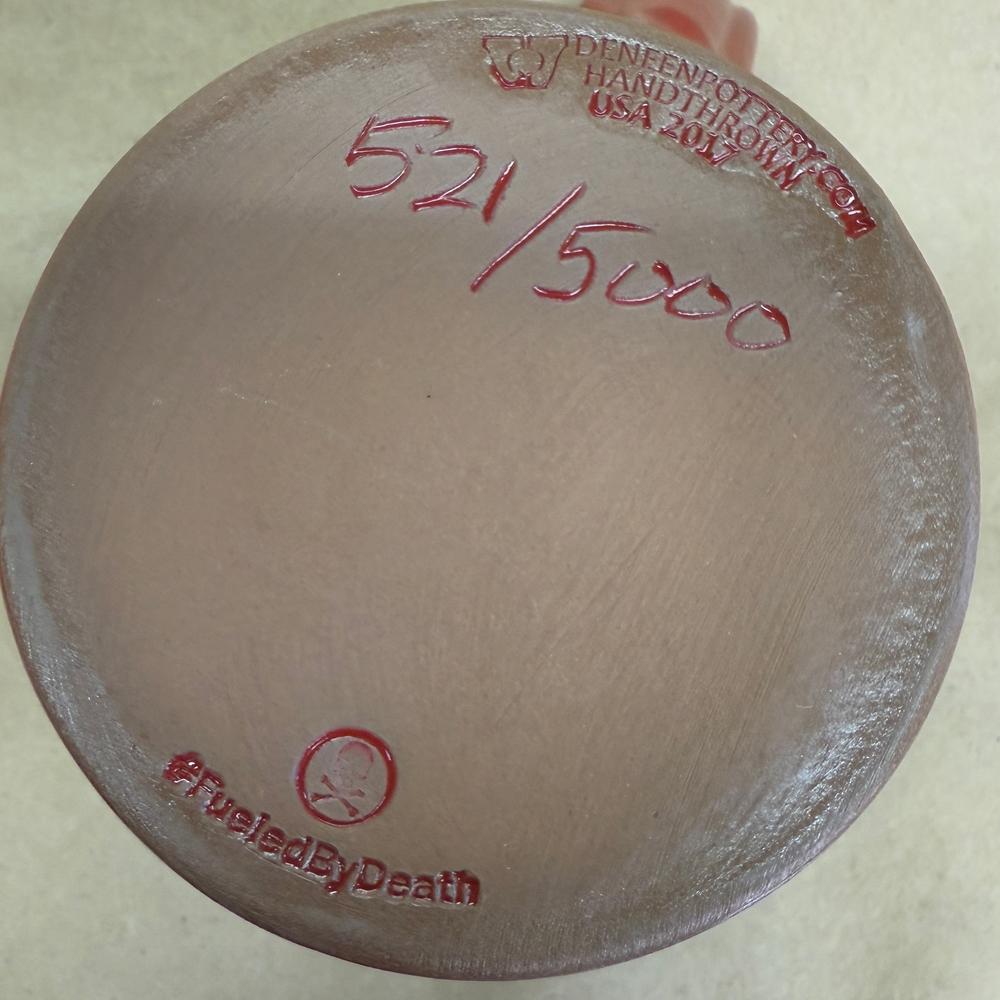 DENEENPOTTERY.COM
HANDTHROWN
USA 2017
521/5000
#FueledByDeath